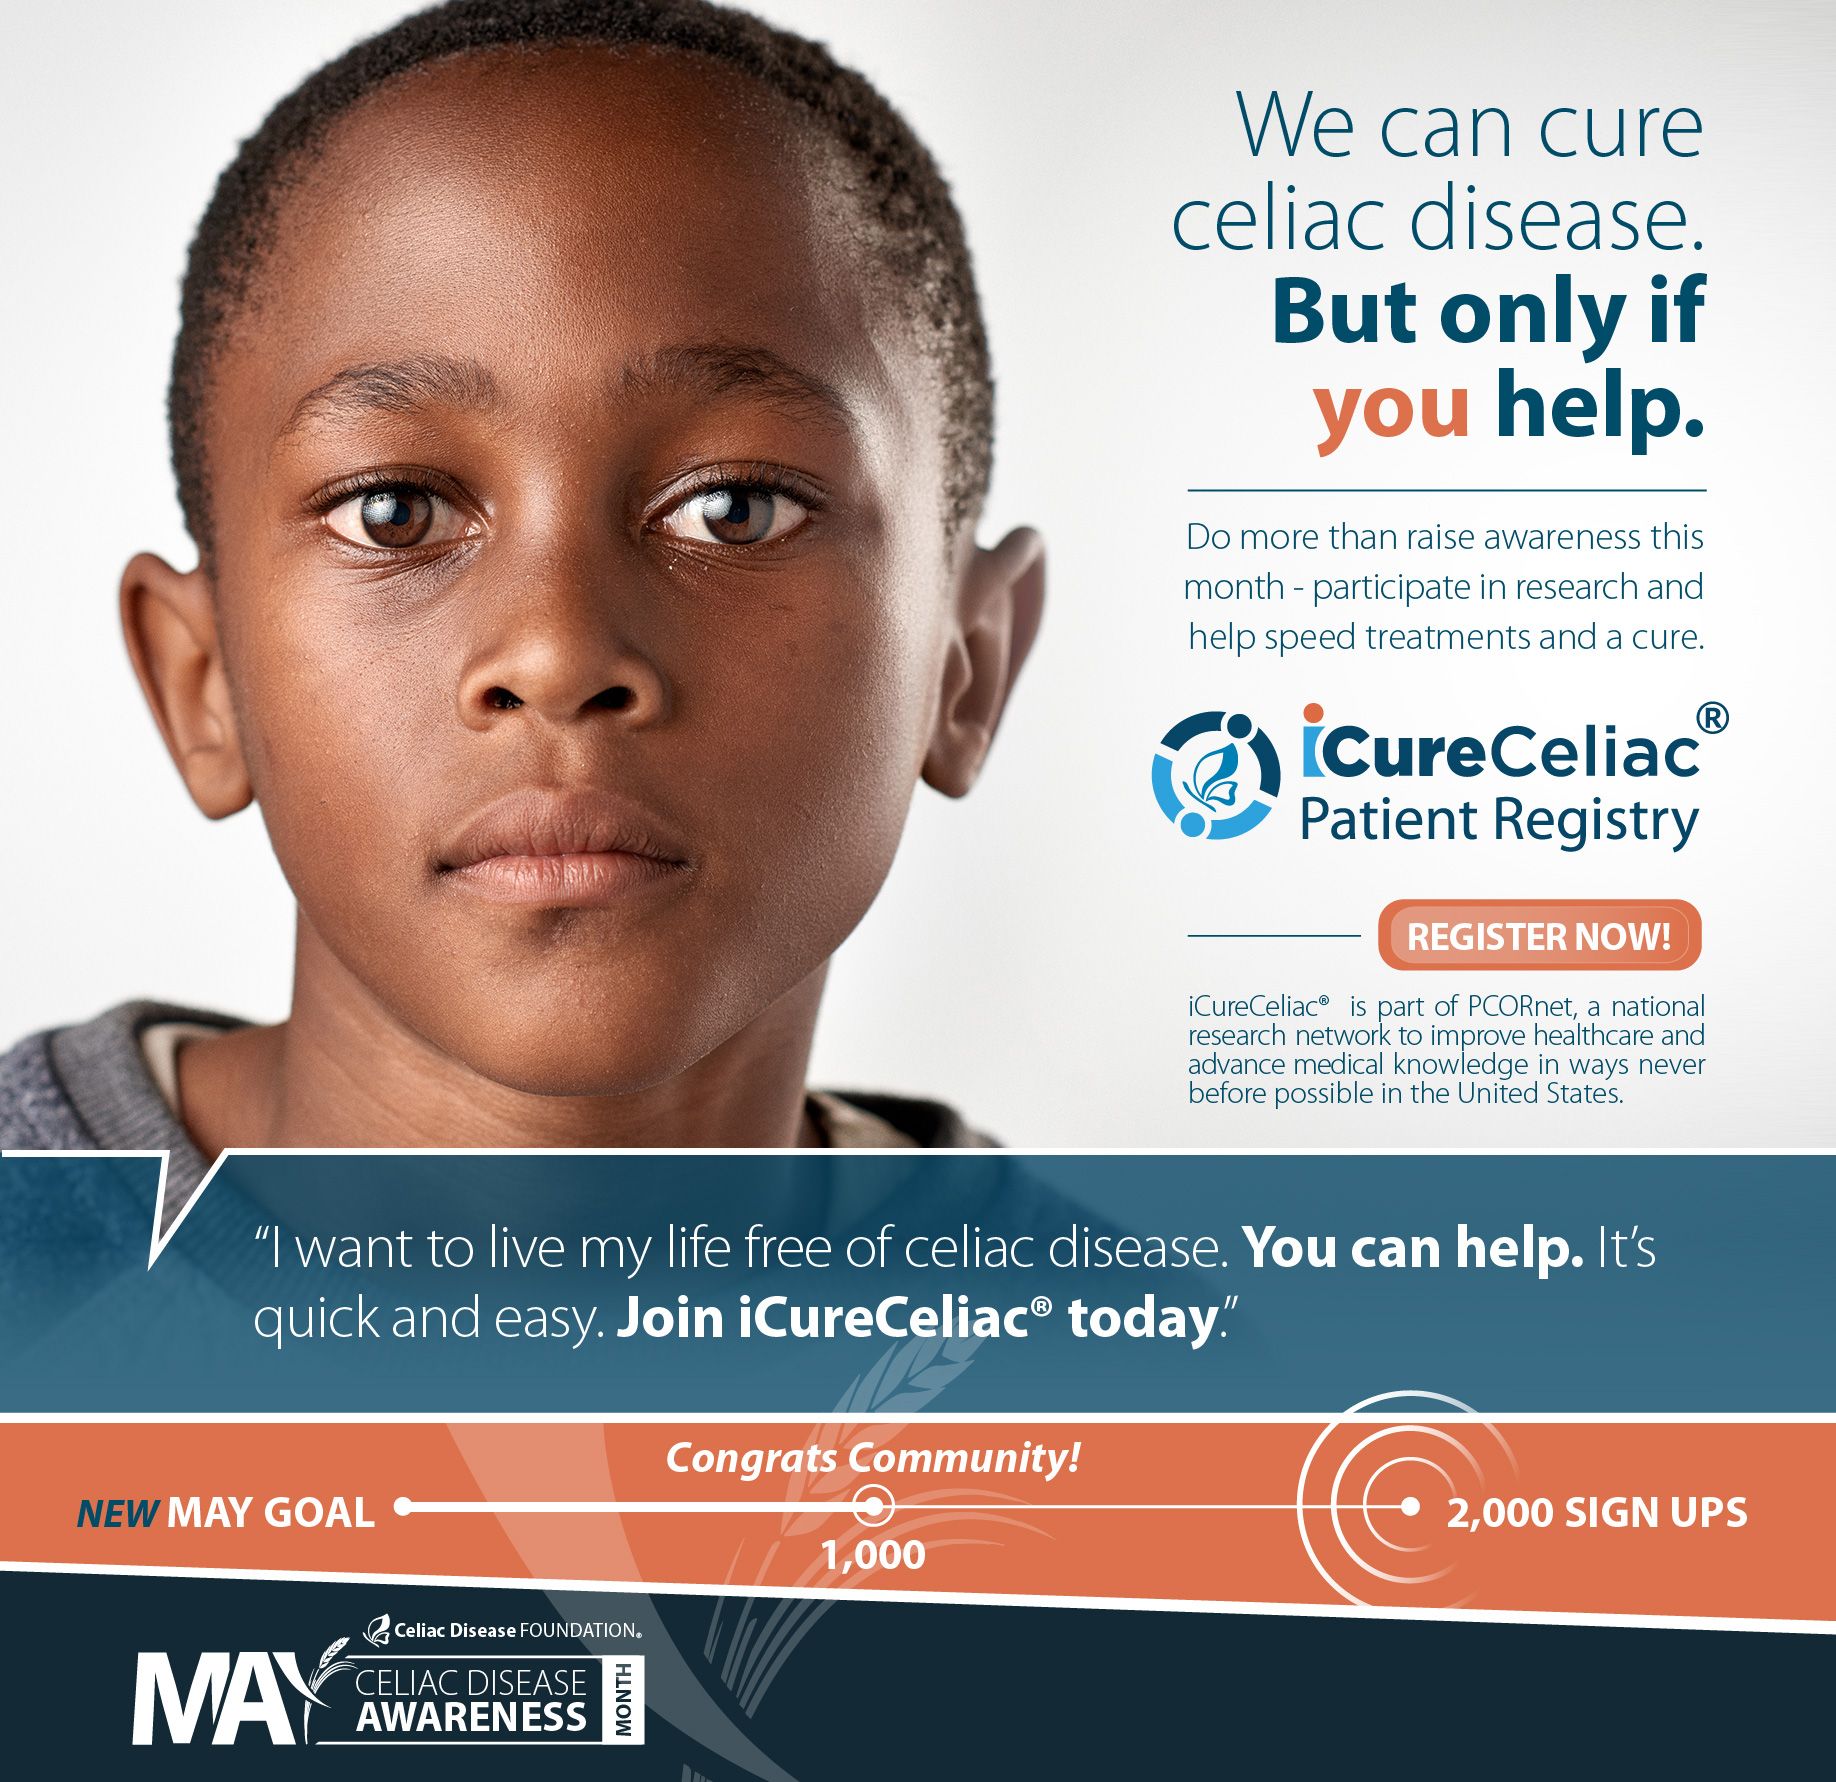 We can cure
celiac disease.
But only if
you help.
Do more than raise awareness this
month - participate in research and
help speed treatments and a cure.
iCureCeliac®
Patient Registry
REGISTER NOW!
iCureCeliac® is part of PCORnet, a national
research network to improve healthcare and
advance medical knowledge in ways never
before possible in the United States.
“I want to live my life free of celiac disease. You can help. It’s
quick and easy. Join iCureCeliac® today.”
Congrats Community!
NEW MAY GOAL
2,000 SIGN UPS
1,000
Celiac Disease FOUNDATION®
MAY
CELIAC DISEASE
AWARENESS
MONTH